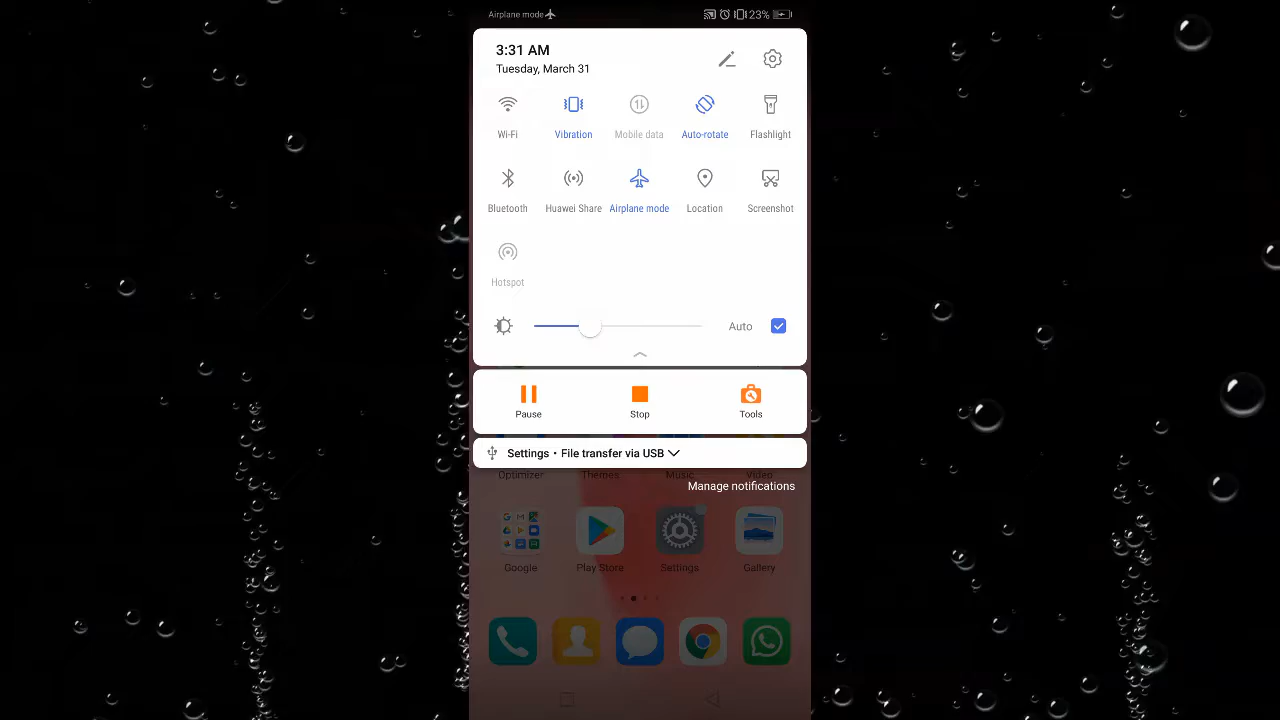 Airplane mode 23%
3:31 AM
Tuesday, March 31
Wi-Fi Vibration Mobile data Auto-rotate Flashlight
Bluetooth Huawei Share Airplane mode Location Screenshot
Hotspot
Auto
Pause Stop Tools
Settings • File transfer via USB
Optimizer Themes Music Video
Manage notifications
Google Play Store Settings Gallery